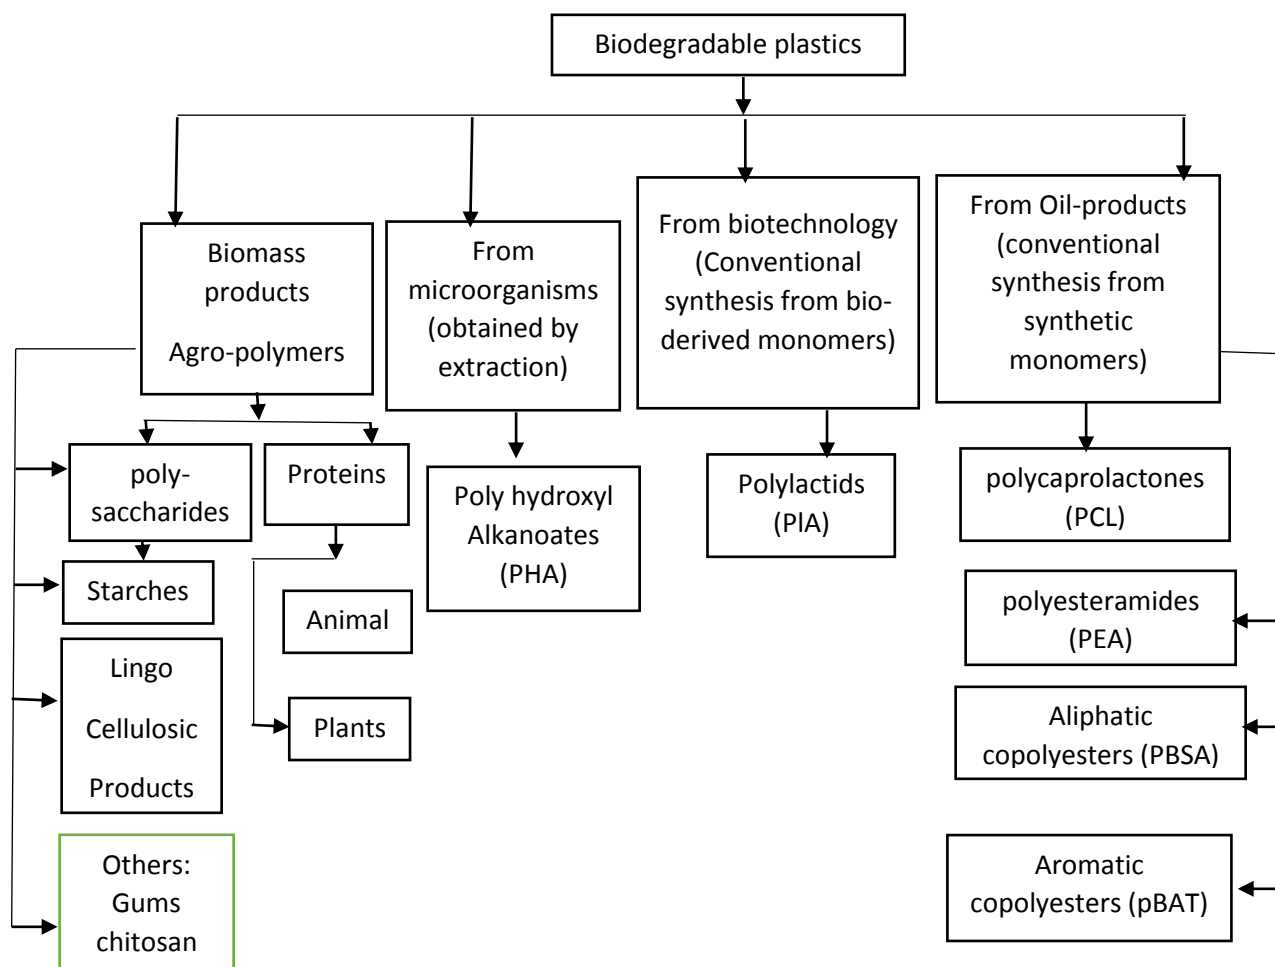 Biodegradable plastics
Biomass
products
Agro-polymers
From
microorganisms
(obtained by
extraction)
From biotechnology
(Conventional
synthesis from bio-
derived monomers)
From Oil-products
(conventional
synthesis from
synthetic
monomers)
poly-
saccharides
Proteins
Poly hydroxyl
Alkanoates
(PHA)
Polylactids
(PlA)
polycaprolactones
(PCL)
Starches
Animal
polyesteramides
(PEA)
Lingo
Cellulosic
Products
Plants
Aliphatic
copolyesters (PBSA)
Others:
Gums
chitosan
Aromatic
copolyesters (pBAT)